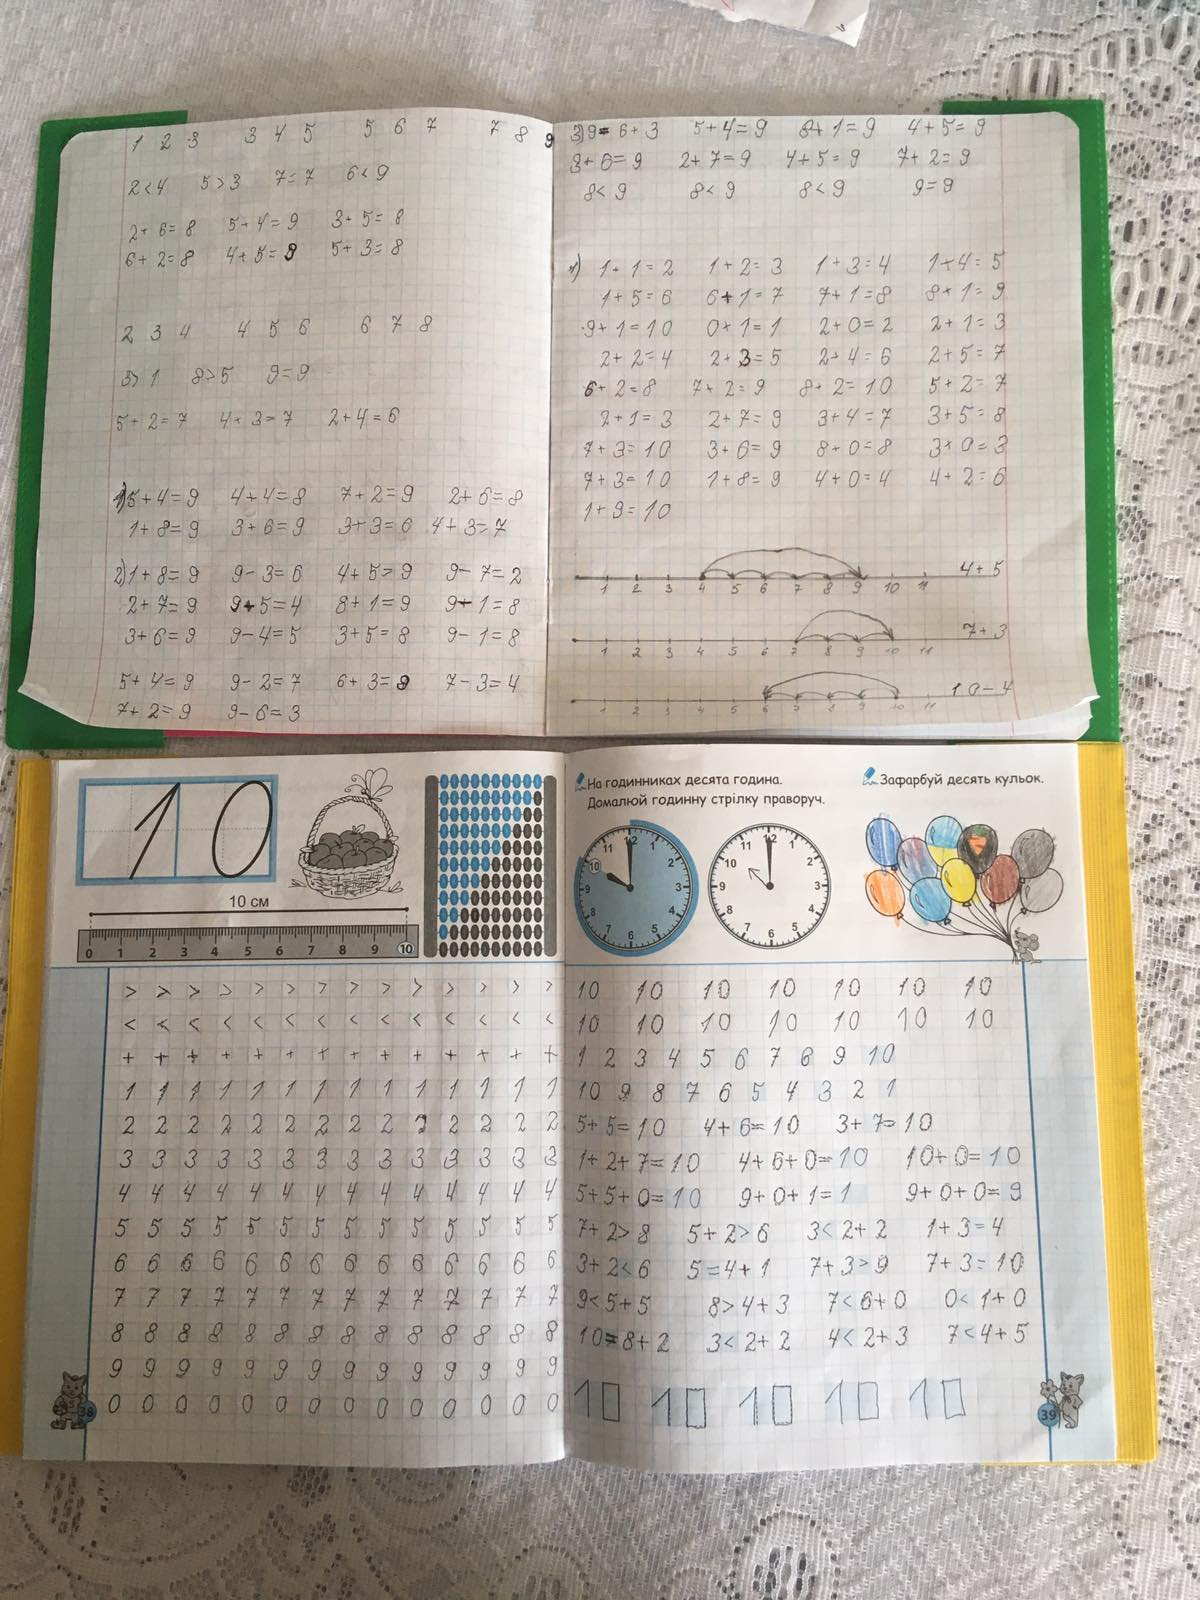 1 2 3 3 4 5 5 6 7 7 8 9
2<4 5>3 7=7 6<9
2+6=8 5+4=9 3+5=8
6+2=8 4+5=9 5+3=8
2 3 4 4 5 6 6 7 8
3>1 8>5 9=9
5+2=7 4+3=7 2+4=6
1) 5+4=9 4+4=8 7+2=9 2+6=8
1+8=9 3+6=9 3+3=6 4+3=7
2) 1+8=9 9-3=6 4+5=9 9-7=2
2+7=9 9-5=4 8+1=9 9-1=8
3+6=9 9-4=5 3+5=8 9-1=8
5+4=9 9-2=7 6+3=9 7-3=4
7+2=9 9-6=3
3) 9=6+3 5+4=9 8+1=9 4+5=9
3+6=9 2+7=9 4+5=9 7+2=9
8<9 8<9 8<9 9=9
1+1=2 1+2=3 1+3=4 1+4=5
1+5=6 6+1=7 7+1=8 8+1=9
9+1=10 0+1=1 2+0=2 2+1=3
2+2=4 2+3=5 2+4=6 2+5=7
6+2=8 7+2=9 8+2=10 5+2=7
2+1=3 2+7=9 3+4=7 3+5=8
7+3=10 3+6=9 8+0=8 3+0=3
7+3=10 1+8=9 4+0=4 4+2=6
1+9=10
1 2 3 4 5 6 7 8 9 10 11 4+5
1 2 3 4 5 6 7 8 9 10 11 7+3
1 2 3 4 5 6 7 8 9 10 11 10-4
10
10 см
0 1 2 3 4 5 6 7 8 9 10
На годинниках десята година.
Домалюй годинну стрілку праворуч.
12 1 2 3 4 5 6 7 8 9 10 11
12 1 2 3 4 5 6 7 8 9 10 11
Зафарбуй десять кульок.
> > > > > > > > > > > > > >
< < < < < < < < < < < < < <
+ + + + + + + + + + + + + +
1 1 1 1 1 1 1 1 1 1 1 1 1 1
2 2 2 2 2 2 2 2 2 2 2 2 2 2
3 3 3 3 3 3 3 3 3 3 3 3 3 3
4 4 4 4 4 4 4 4 4 4 4 4 4 4
5 5 5 5 5 5 5 5 5 5 5 5 5 5
6 6 6 6 6 6 6 6 6 6 6 6 6 6
7 7 7 7 7 7 7 7 7 7 7 7 7 7
8 8 8 8 8 8 8 8 8 8 8 8 8 8
9 9 9 9 9 9 9 9 9 9 9 9 9 9
0 0 0 0 0 0 0 0 0 0 0 0 0 0
38
10 10 10 10 10 10 10
10 10 10 10 10 10 10
1 2 3 4 5 6 7 8 9 10
10 9 8 7 6 5 4 3 2 1
5+5=10 4+6=10 3+7=10
1+2+7=10 4+6+0=10 10+0=10
5+5+0=10 9+0+1=1 9+0+0=9
7+2>8 5+2>6 3<2+2 1+3=4
3+2<6 5=4+1 7+3>9 7+3=10
9<5+5 8>4+3 7<6+0 0<1+0
10=8+2 3<2+2 4<2+3 7<4+5
10 10 10 10 10
39